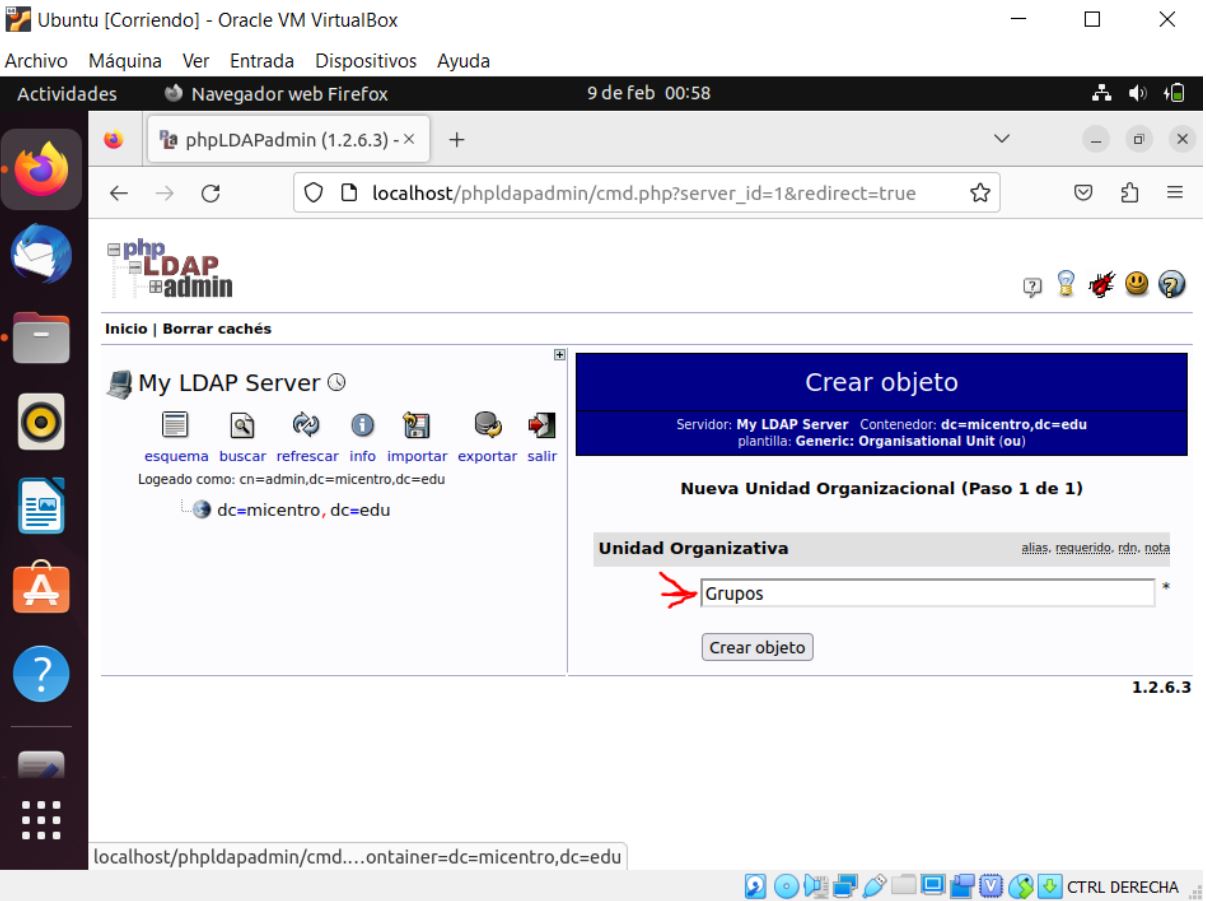 Ubuntu [Corriendo] - Oracle VM VirtualBox
Archivo Máquina Ver Entrada Dispositivos Ayuda
Actividades Navegador web Firefox 9 de feb 00:58
phpLDAPadmin (1.2.6.3) -
localhost/phpldapadmin/cmd.php?server_id=1&redirect=true
php
LDAP
admin
Inicio | Borrar cachés
My LDAP Server
esquema buscar refrescar info importar exportar salir
Logeado como: cn=admin,dc=micentro,dc=edu
dc=micentro, dc=edu
Crear objeto
Servidor: My LDAP Server Contenedor: dc=micentro,dc=edu
plantilla: Generic: Organisational Unit (ou)
Nueva Unidad Organizacional (Paso 1 de 1)
Unidad Organizativa alias, requerido, rdn, nota
Grupos *
Crear objeto
1.2.6.3
localhost/phpldapadmin/cmd....ontainer=dc=micentro,dc=edu
CTRL DERECHA